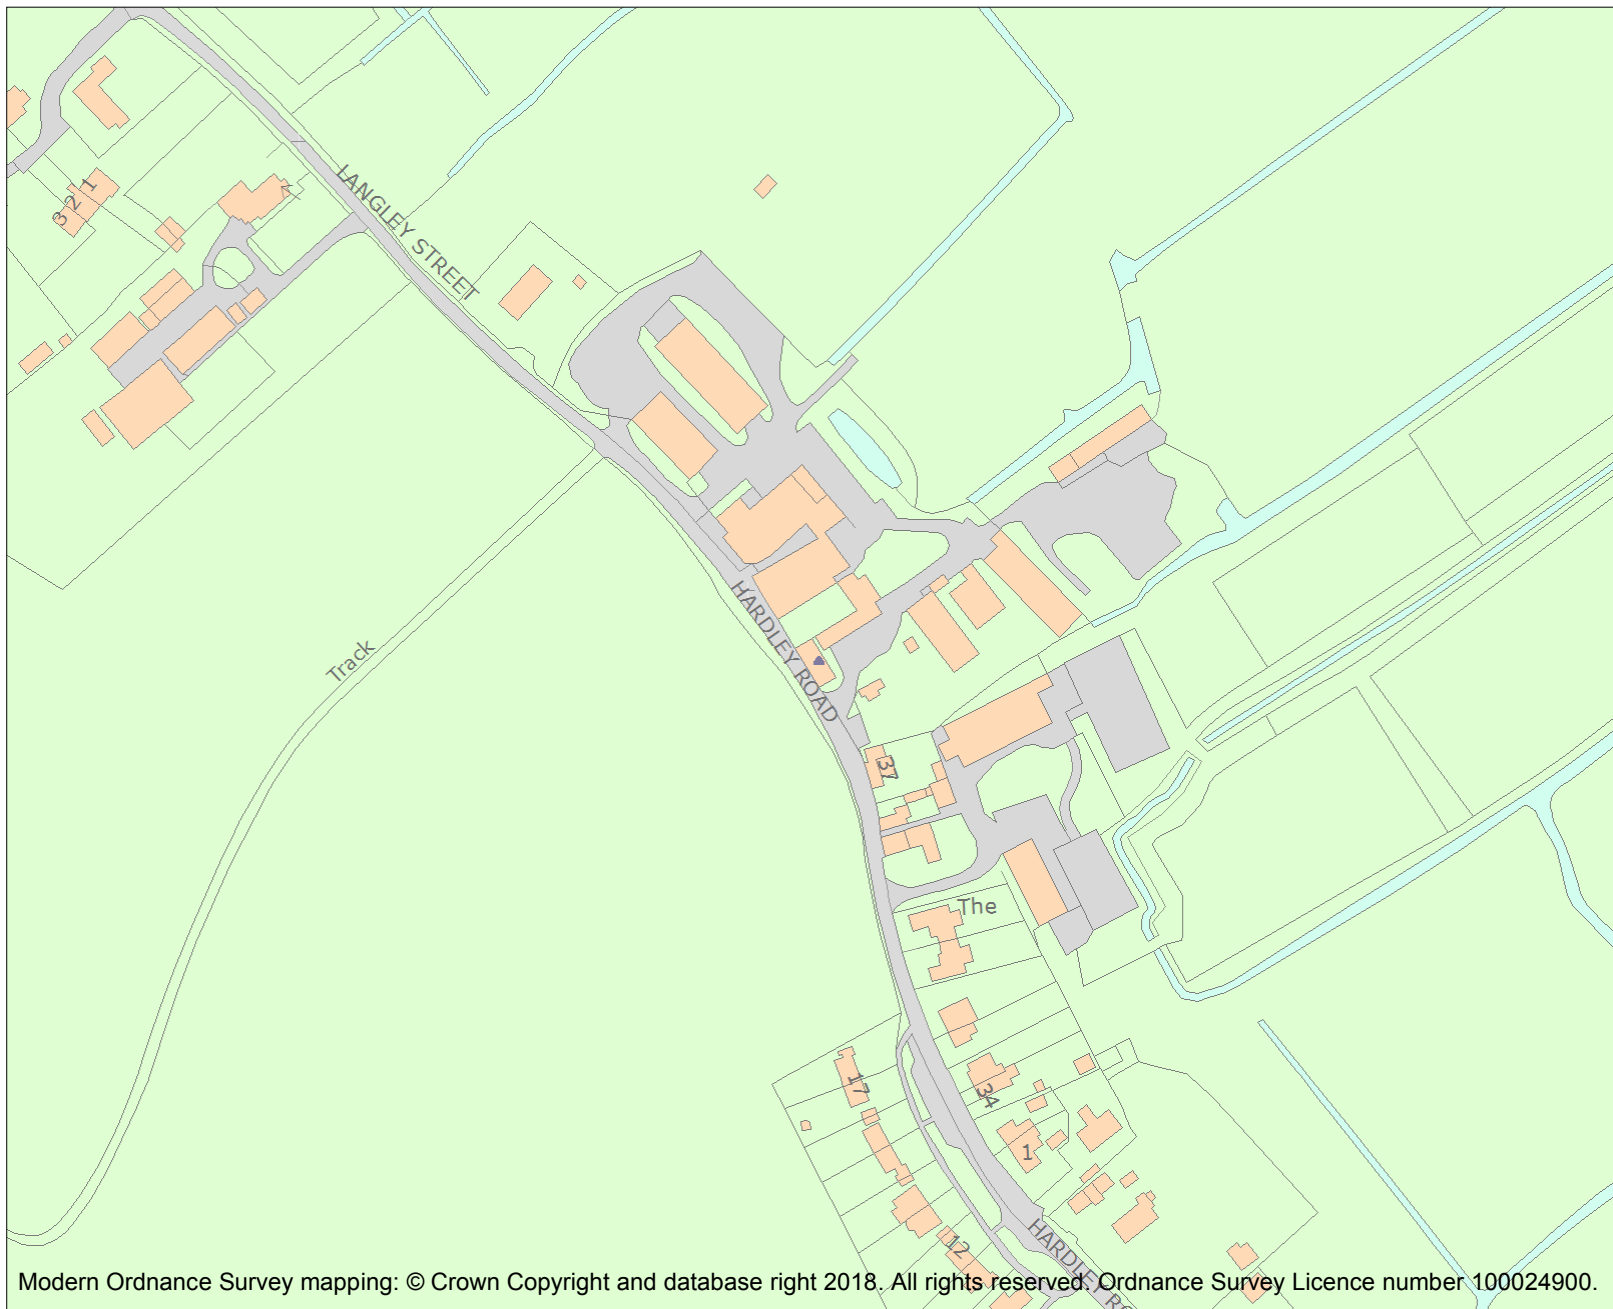 LANGLEY STREET
3 2 1
HARDLEY ROAD
Track
37
The
17
34
1
12
HARDLEY RO
Modern Ordnance Survey mapping: © Crown Copyright and database right 2018. All rights reserved. Ordnance Survey Licence number 100024900.